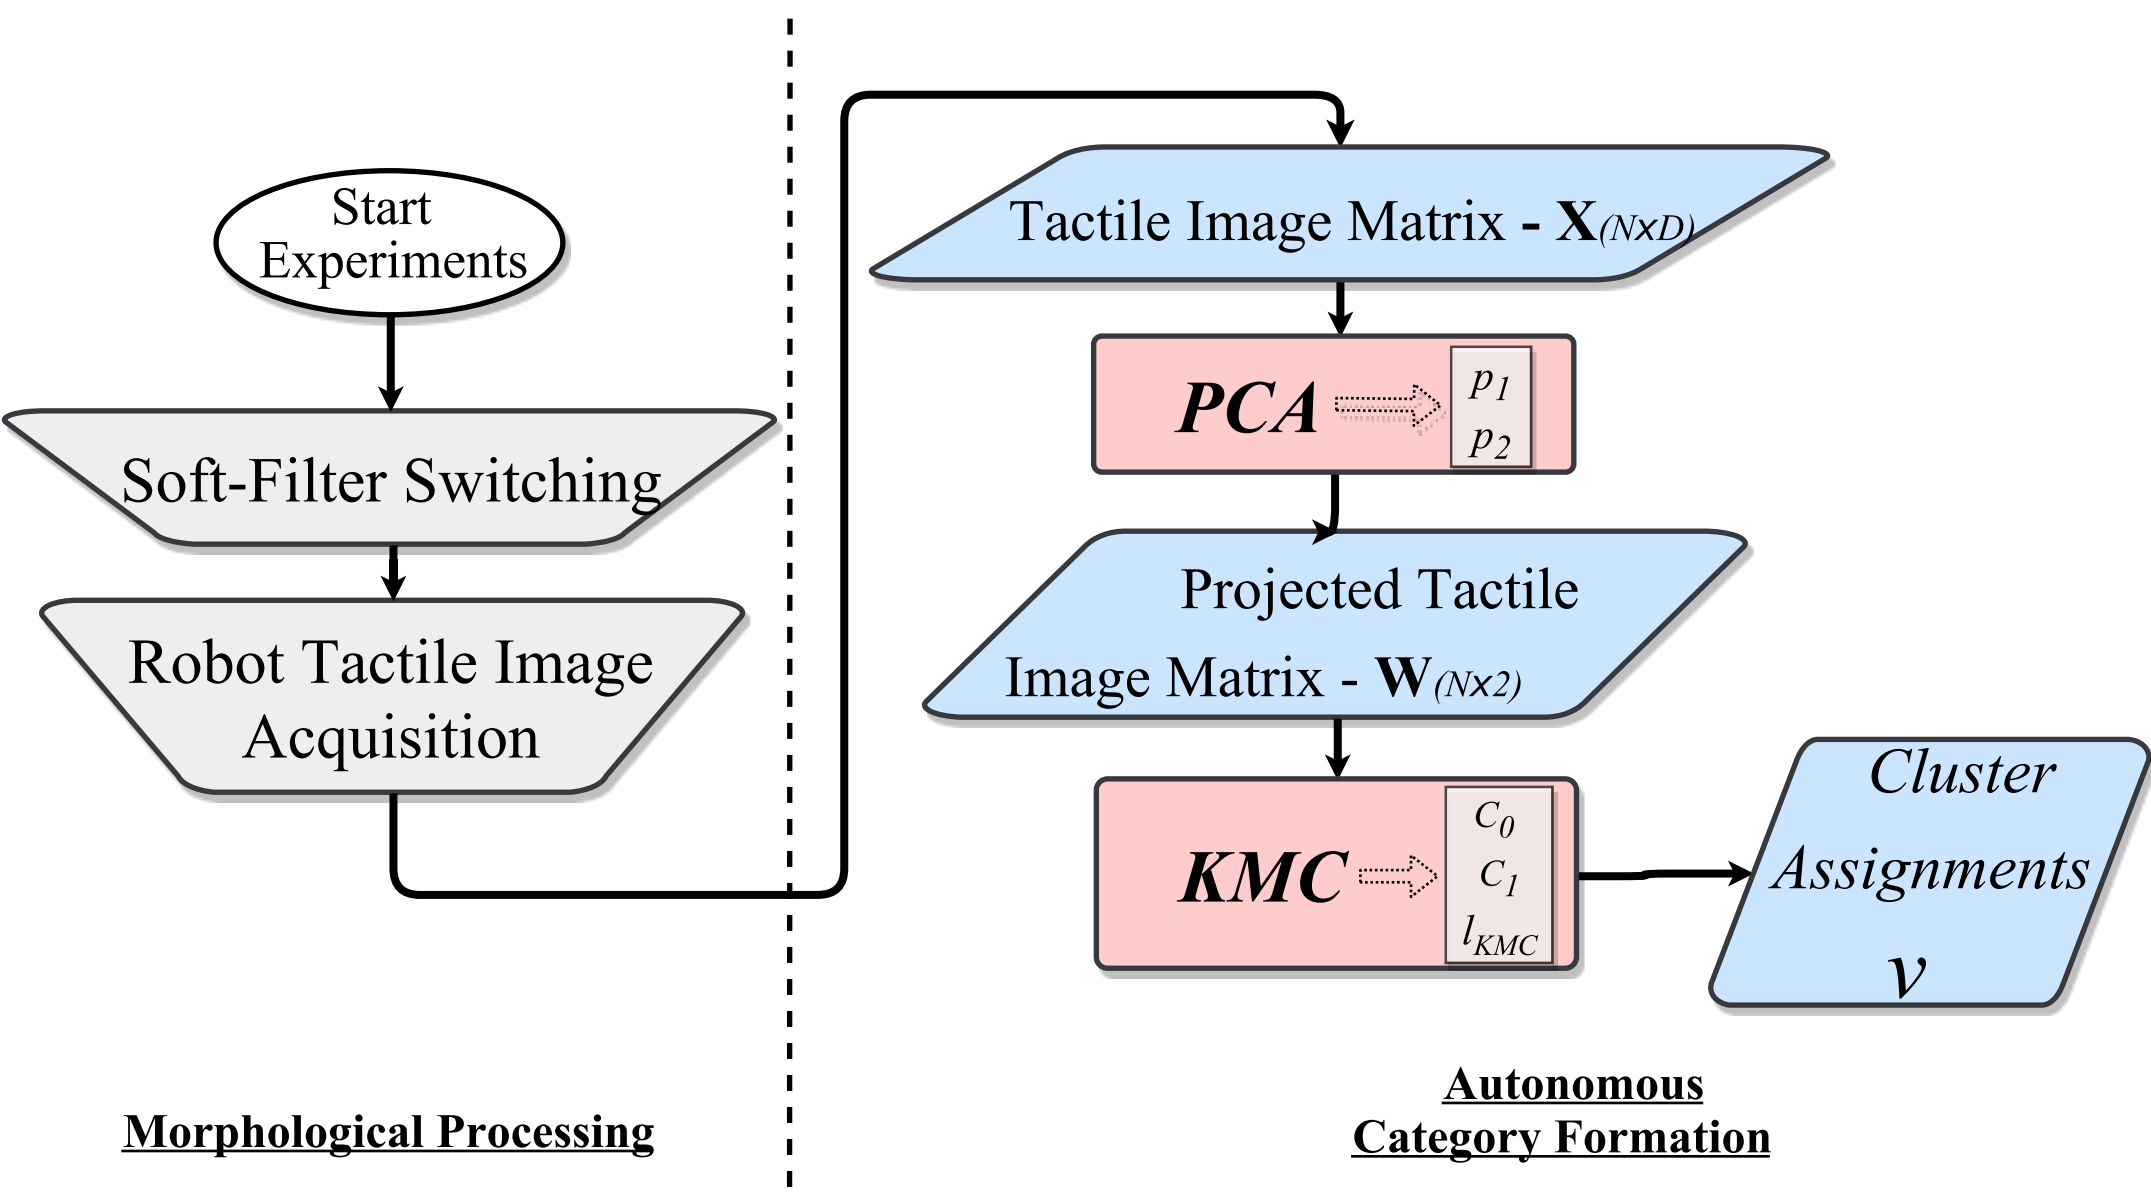 Start
Experiments
Soft-Filter Switching
Robot Tactile Image
Acquisition
Morphological Processing
Tactile Image Matrix - X(NxD)
PCA
p1
p2
Projected Tactile
Image Matrix - W(Nx2)
KMC
C0
C1
lKMC
Cluster
Assignments
v
Autonomous
Category Formation